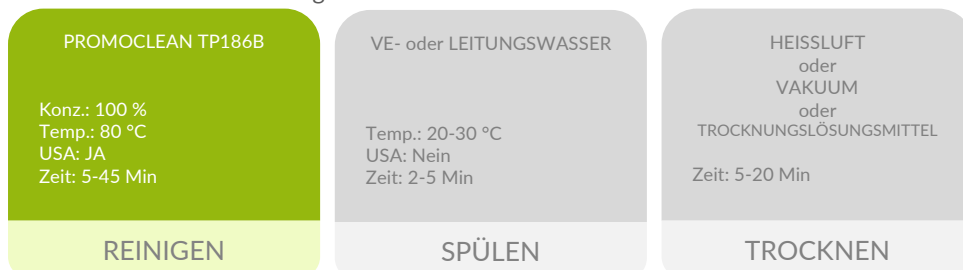 PROMOCLEAN TP186B
Konz.: 100 %
Temp.: 80 °C
USA: JA
Zeit: 5-45 Min
REINIGEN
VE- oder LEITUNGSWASSER
Temp.: 20-30 °C
USA: Nein
Zeit: 2-5 Min
SPÜLEN
HEISSLUFT
oder
VAKUUM
oder
TROCKNUNGSLÖSUNGSMITTEL
Zeit: 5-20 Min
TROCKNEN